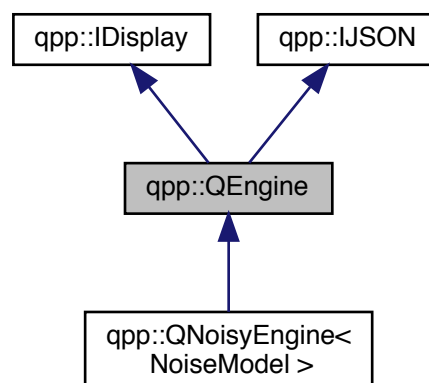 qpp::IDisplay
qpp::IJSON
qpp::QEngine
qpp::QNoisyEngine<
NoiseModel >